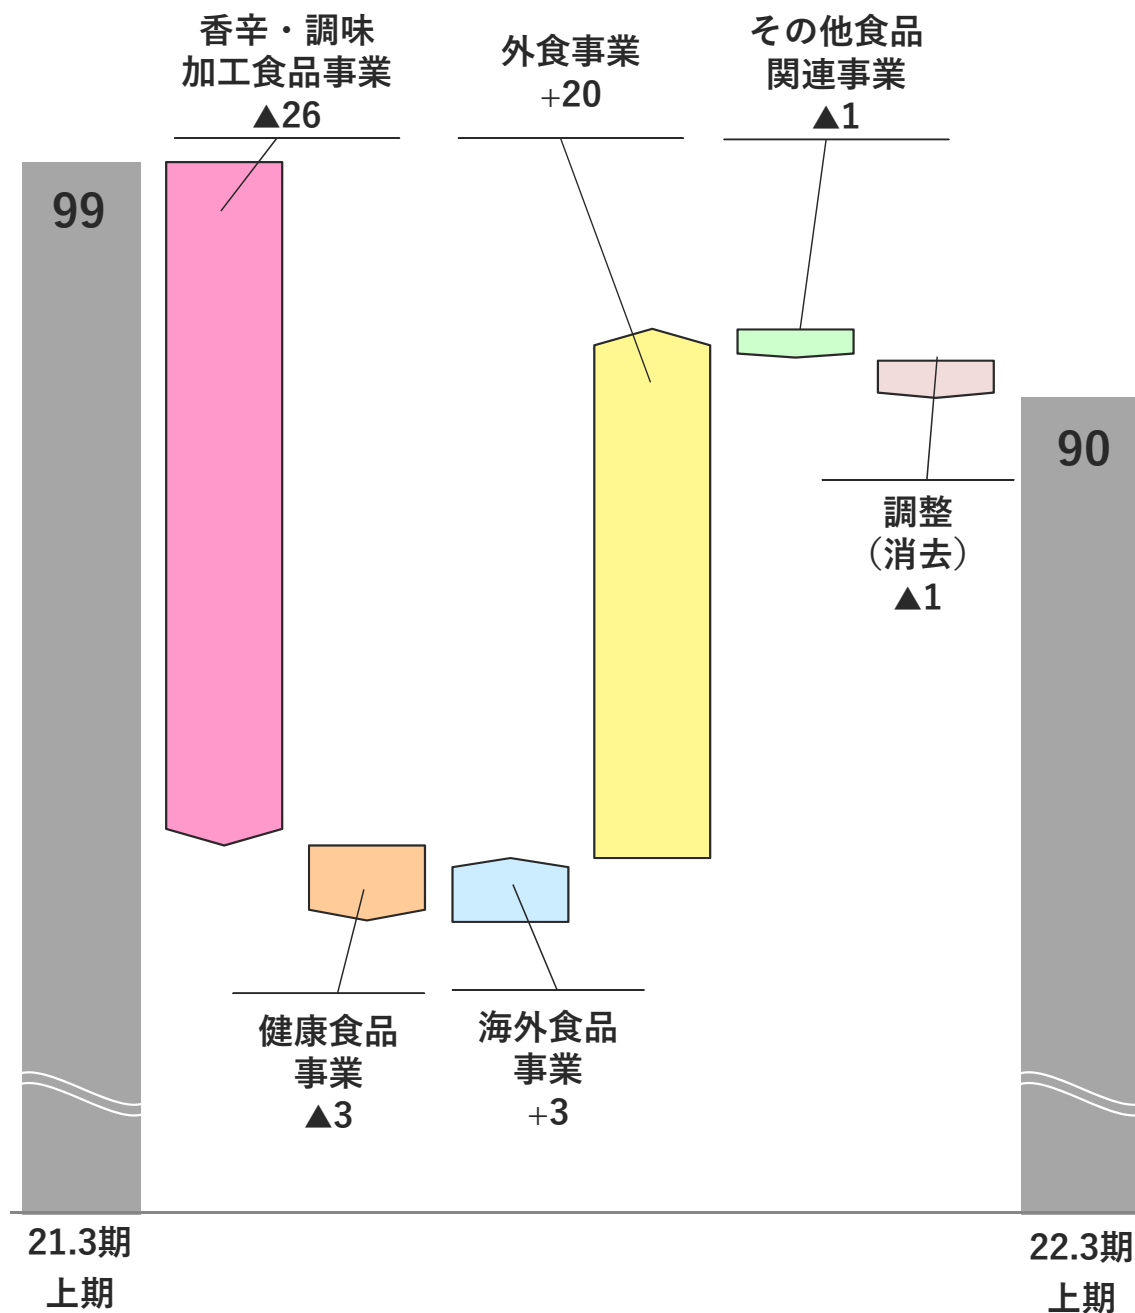 香辛・調味
加工食品事業
▲26
外食事業
+20
その他食品
関連事業
▲1
99
90
調整
（消去）
▲1
健康食品
事業
▲3
海外食品
事業
+3
21.3期
上期
22.3期
上期